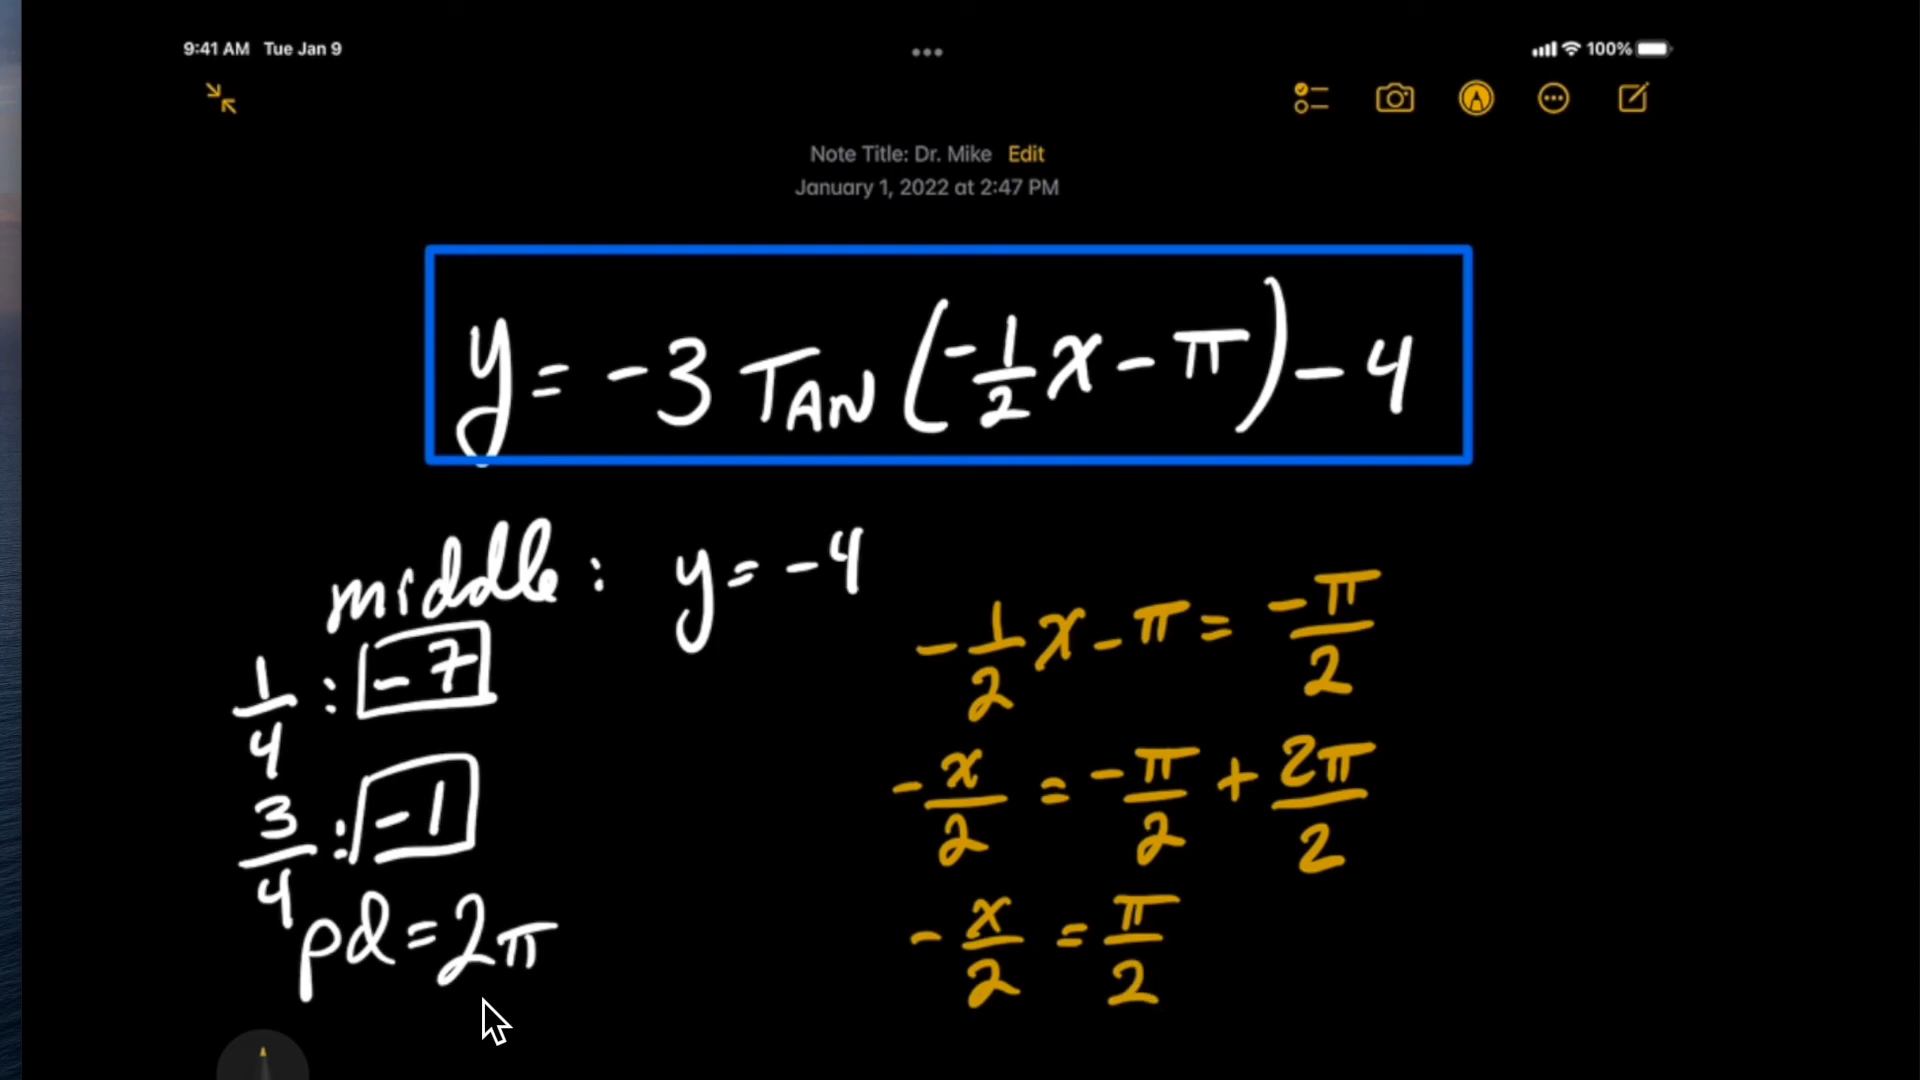 9:41 AM Tue Jan 9
100%
Note Title: Dr. Mike Edit
January 1, 2022 at 2:47 PM
y = -3 TAN (-1/2 x - π) - 4
middle: y = -4
1/4 : -7
3/4 : -1
pd = 2π
-1/2 x - π = -π/2
-x/2 = -π/2 + 2π/2
-x/2 = π/2